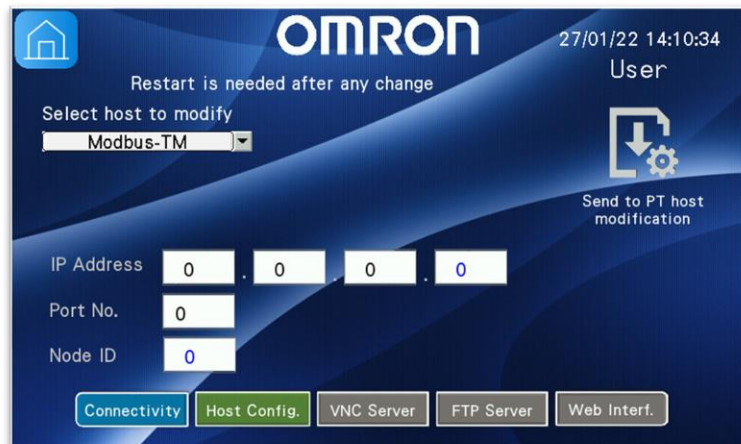 OMRON
27/01/22 14:10:34
User
Restart is needed after any change
Select host to modify
Modbus-TM
Send to PT host
modification
IP Address 0 . 0 . 0 . 0
Port No. 0
Node ID 0
Connectivity Host Config. VNC Server FTP Server Web Interf.